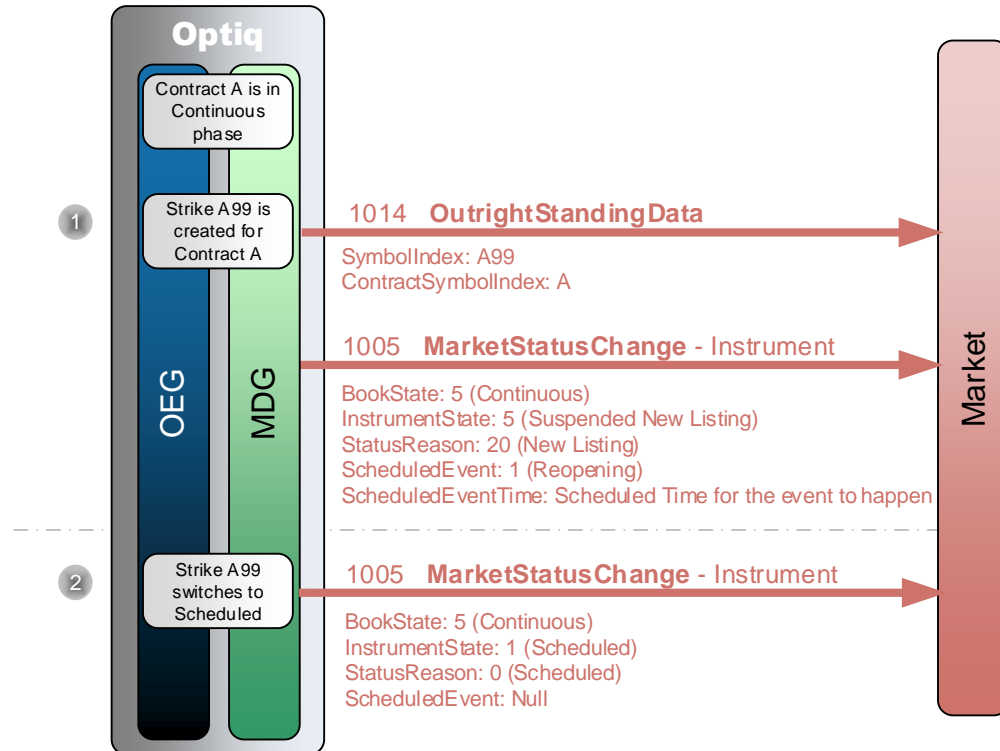 Optiq
Contract A is in
Continuous
phase
1
Strike A99 is
created for
Contract A
1014 OutrightStandingData
SymbolIndex: A99
ContractSymbolIndex: A
1005 MarketStatusChange - Instrument
BookState: 5 (Continuous)
InstrumentState: 5 (Suspended New Listing)
StatusReason: 20 (New Listing)
ScheduledEvent: 1 (Reopening)
ScheduledEventTime: Scheduled Time for the event to happen
OEG
MDG
Market
2
Strike A99
switches to
Scheduled
1005 MarketStatusChange - Instrument
BookState: 5 (Continuous)
InstrumentState: 1 (Scheduled)
StatusReason: 0 (Scheduled)
ScheduledEvent: Null